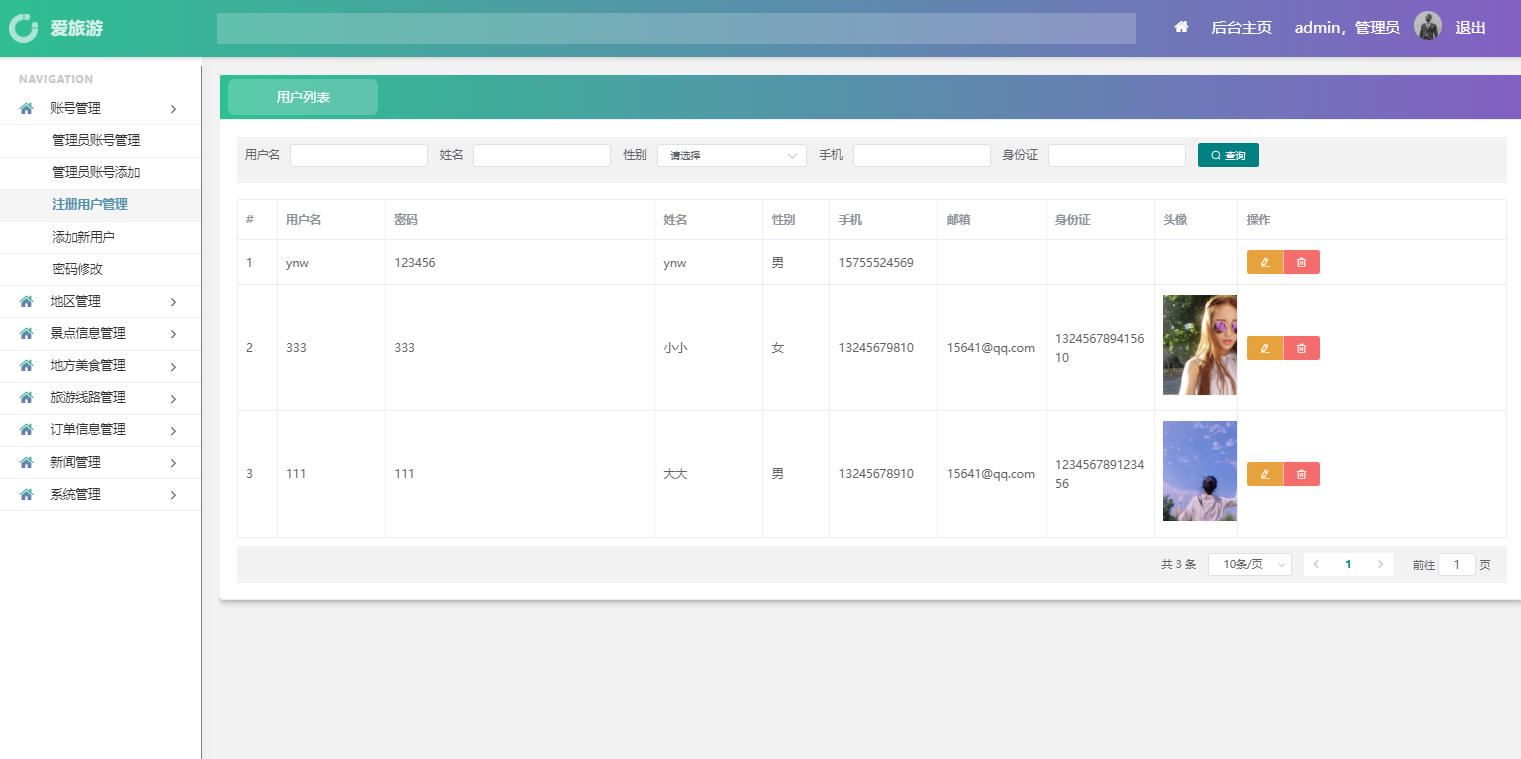 爱旅游
后台主页 admin，管理员 退出
NAVIGATION
账号管理
管理员账号管理
管理员账号添加
注册用户管理
添加新用户
密码修改
地区管理
景点信息管理
地方美食管理
旅游线路管理
订单信息管理
新闻管理
系统管理
用户列表
用户名 姓名 性别 请选择 手机 身份证 查询
# 用户名 密码 姓名 性别 手机 邮箱 身份证 头像 操作
1 ynw 123456 ynw 男 15755524569
2 333 333 小小 女 13245679810 15641@qq.com 1324567894156
10
3 111 111 大大 男 13245678910 15641@qq.com 1234567891234
56
共 3 条 10条/页 1 前往 1 页